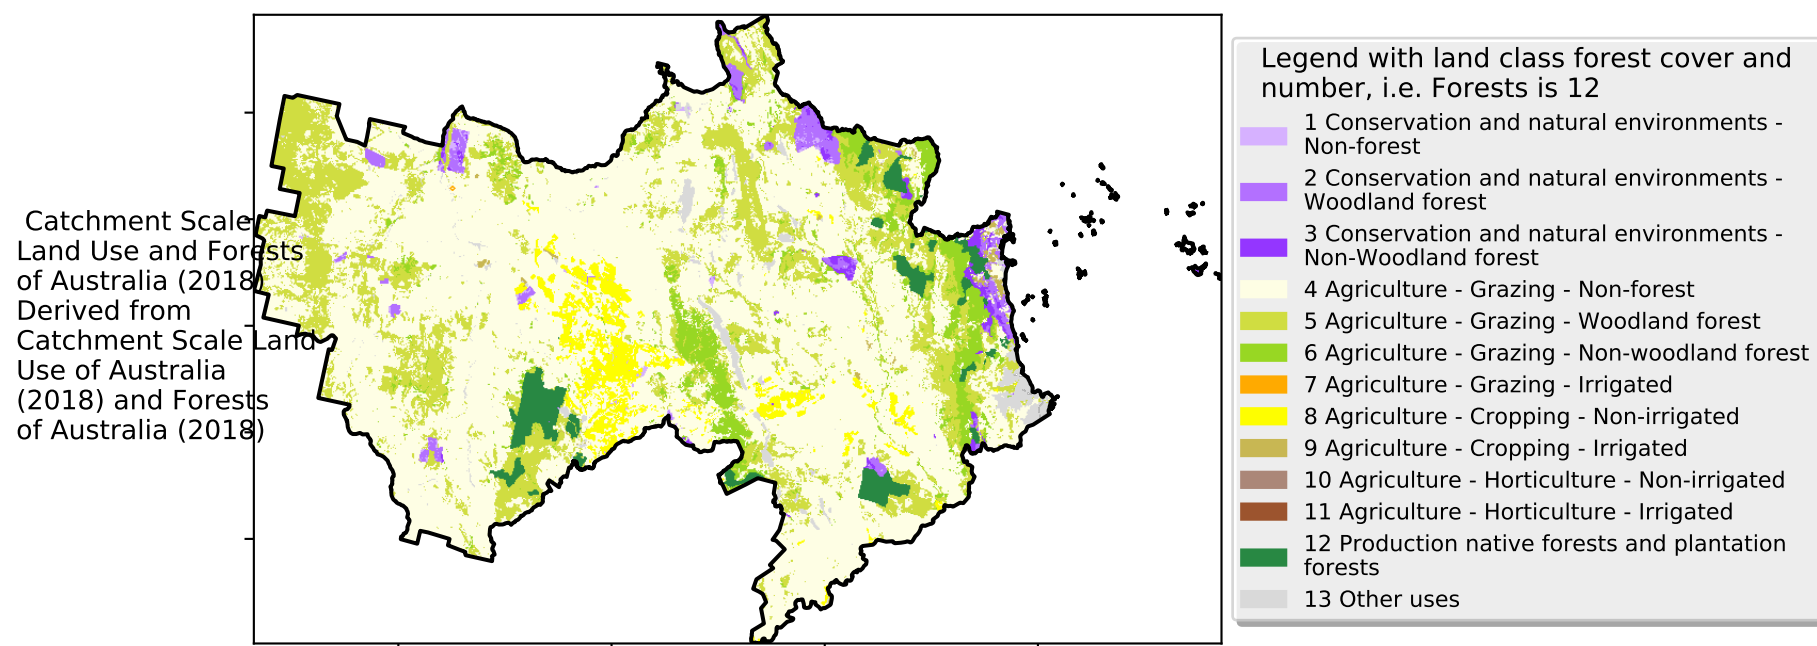 Catchment Scale
Land Use and Forests
of Australia (2018)
Derived from
Catchment Scale Land
Use of Australia
(2018) and Forests
of Australia (2018)
Legend with land class forest cover and
number, i.e. Forests is 12
1 Conservation and natural environments -
Non-forest
2 Conservation and natural environments -
Woodland forest
3 Conservation and natural environments -
Non-Woodland forest
4 Agriculture - Grazing - Non-forest
5 Agriculture - Grazing - Woodland forest
6 Agriculture - Grazing - Non-woodland forest
7 Agriculture - Grazing - Irrigated
8 Agriculture - Cropping - Non-irrigated
9 Agriculture - Cropping - Irrigated
10 Agriculture - Horticulture - Non-irrigated
11 Agriculture - Horticulture - Irrigated
12 Production native forests and plantation
forests
13 Other uses